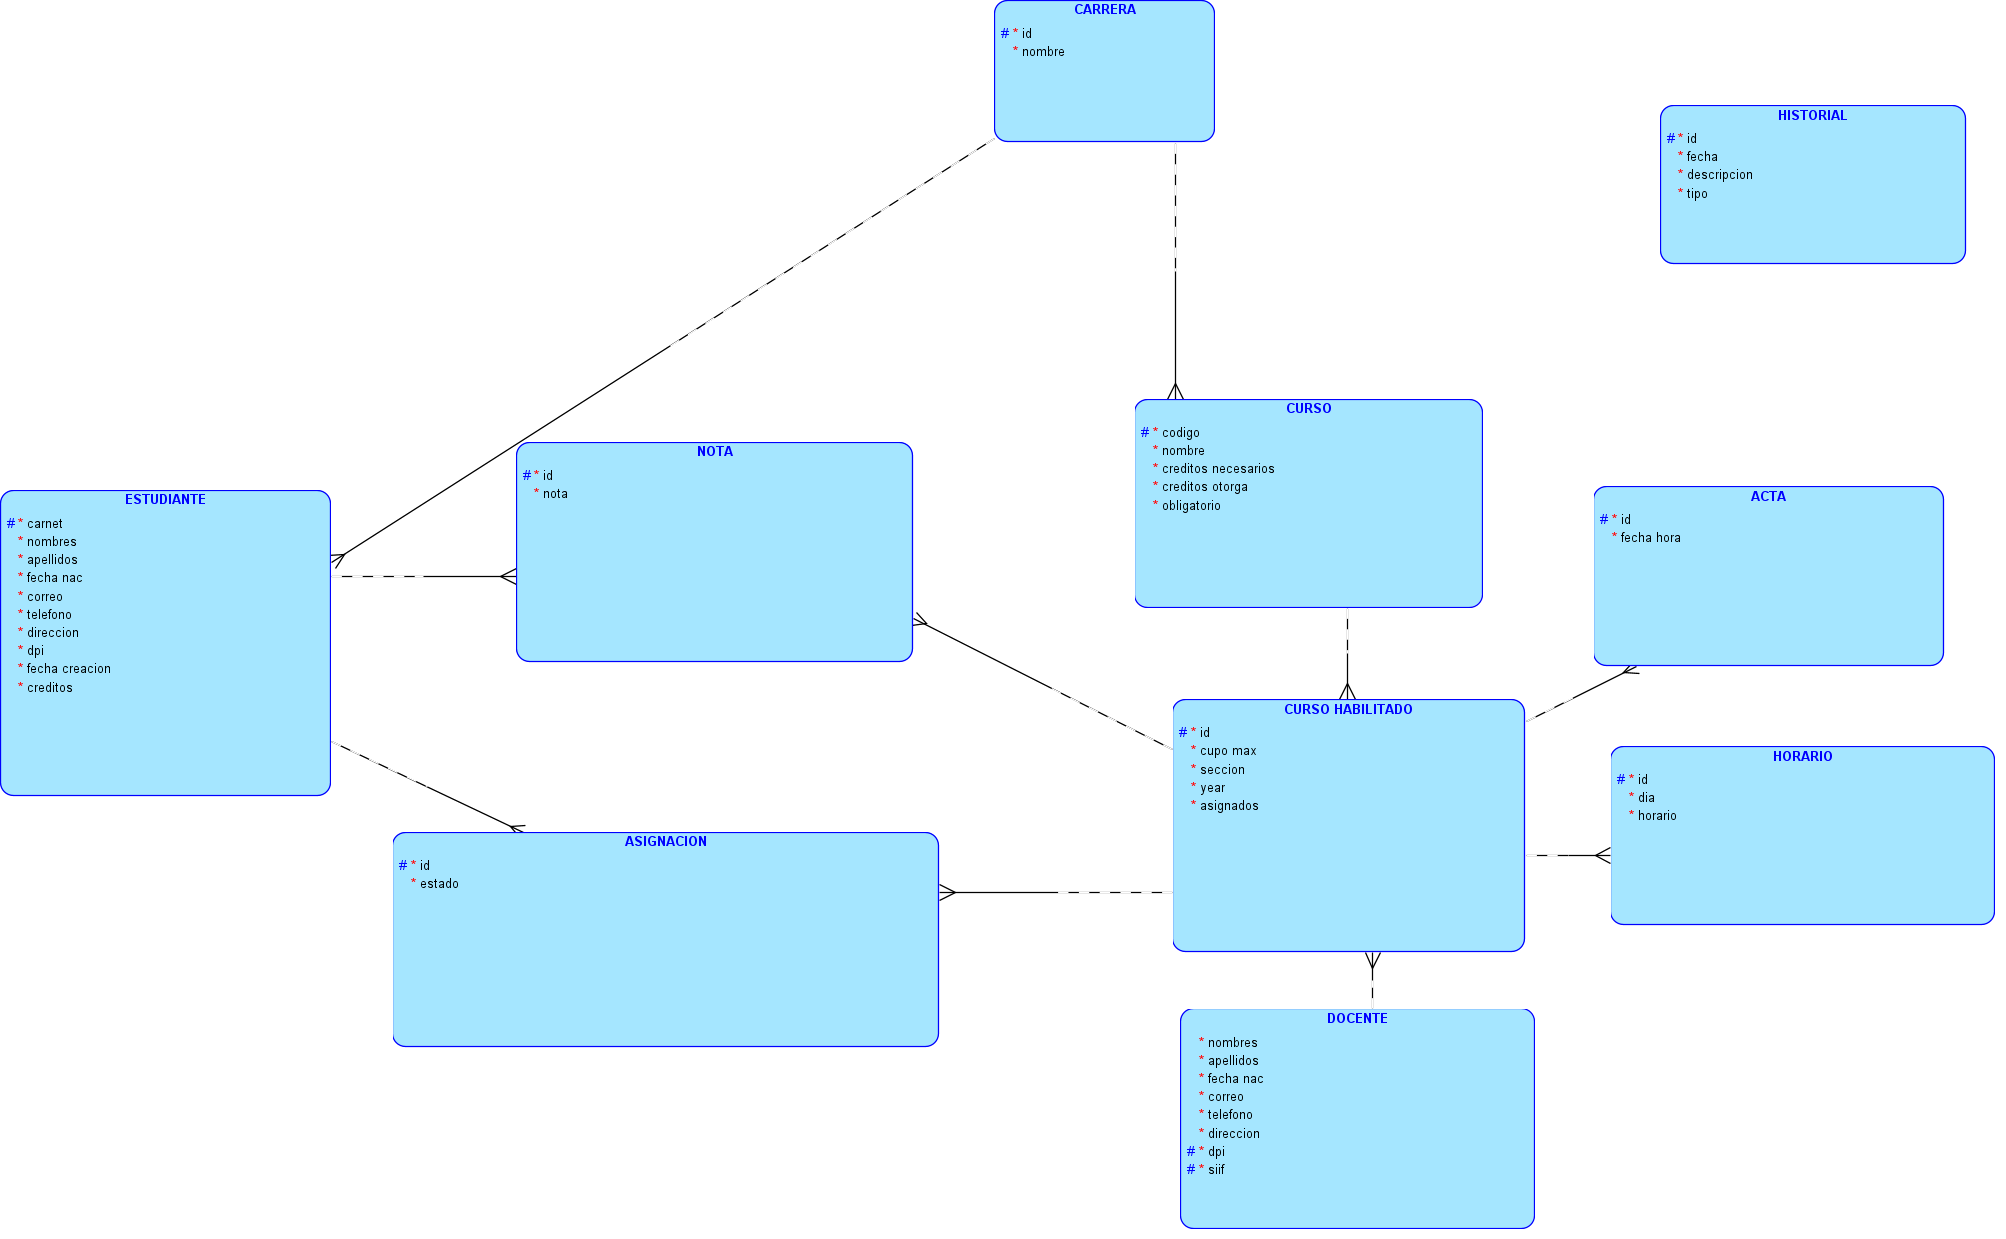 CARRERA
# * id
* nombre
HISTORIAL
# * id
* fecha
* descripcion
* tipo
CURSO
# * codigo
* nombre
* creditos necesarios
* creditos otorga
* obligatorio
NOTA
# * id
* nota
ESTUDIANTE
# * carnet
* nombres
* apellidos
* fecha nac
* correo
* telefono
* direccion
* dpi
* fecha creacion
* creditos
ACTA
# * id
* fecha hora
CURSO HABILITADO
# * id
* cupo max
* seccion
* year
* asignados
HORARIO
# * id
* dia
* horario
ASIGNACION
# * id
* estado
DOCENTE
* nombres
* apellidos
* fecha nac
* correo
* telefono
* direccion
# * dpi
# * siif